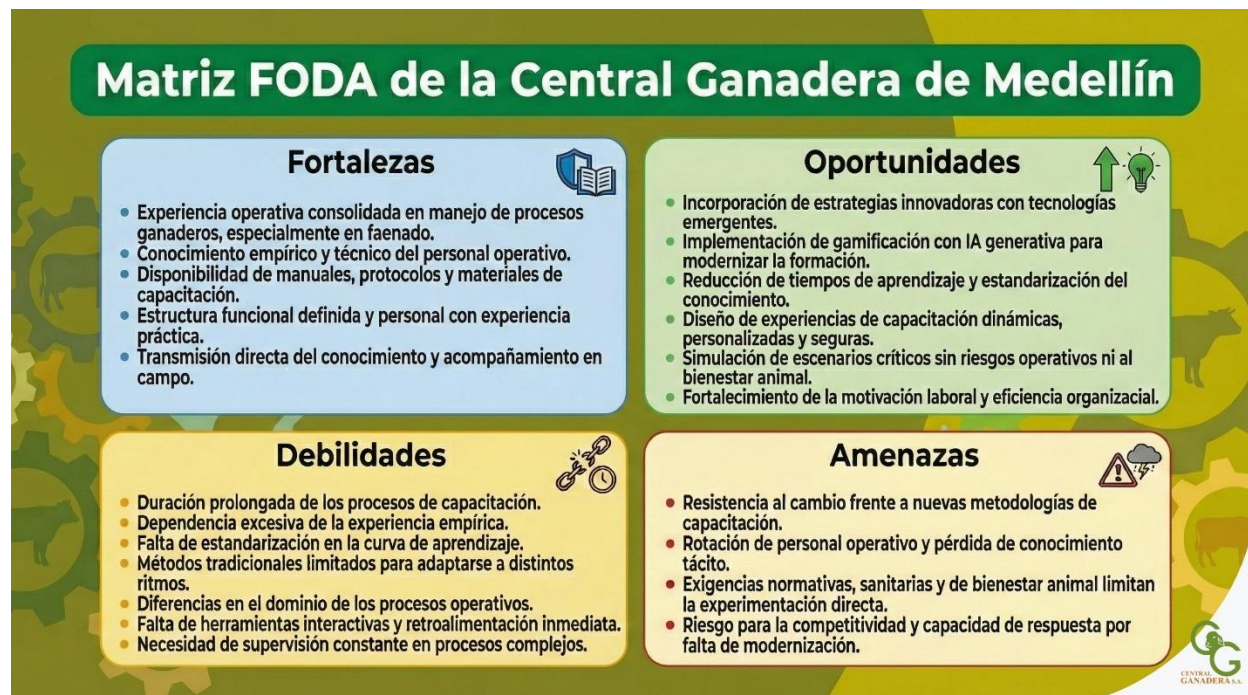 Matriz FODA de la Central Ganadera de Medellín
Fortalezas
• Experiencia operativa consolidada en manejo de procesos
ganaderos, especialmente en faenado.
• Conocimiento empírico y técnico del personal operativo.
• Disponibilidad de manuales, protocolos y materiales de
capacitación.
• Estructura funcional definida y personal con experiencia
práctica.
• Transmisión directa del conocimiento y acompañamiento en
campo.
Oportunidades
• Incorporación de estrategias innovadoras con tecnologías
emergentes.
• Implementación de gamificación con IA generativa para
modernizar la formación.
• Reducción de tiempos de aprendizaje y estandarización del
conocimiento.
• Diseño de experiencias de capacitación dinámicas,
personalizadas y seguras.
• Simulación de escenarios críticos sin riesgos operativos ni al
bienestar animal.
• Fortalecimiento de la motivación laboral y eficiencia organizacial.
Debilidades
• Duración prolongada de los procesos de capacitación.
• Dependencia excesiva de la experiencia empírica.
• Falta de estandarización en la curva de aprendizaje.
• Métodos tradicionales limitados para adaptarse a distintos
ritmos.
• Diferencias en el dominio de los procesos operativos.
• Falta de herramientas interactivas y retroalimentación inmediata.
• Necesidad de supervisión constante en procesos complejos.
Amenazas
• Resistencia al cambio frente a nuevas metodologías de
capacitación.
• Rotación de personal operativo y pérdida de conocimiento
tácito.
• Exigencias normativas, sanitarias y de bienestar animal limitan
la experimentación directa.
• Riesgo para la competitividad y capacidad de respuesta por
falta de modernización.
CG
CENTRAL
GANADERA S.A.